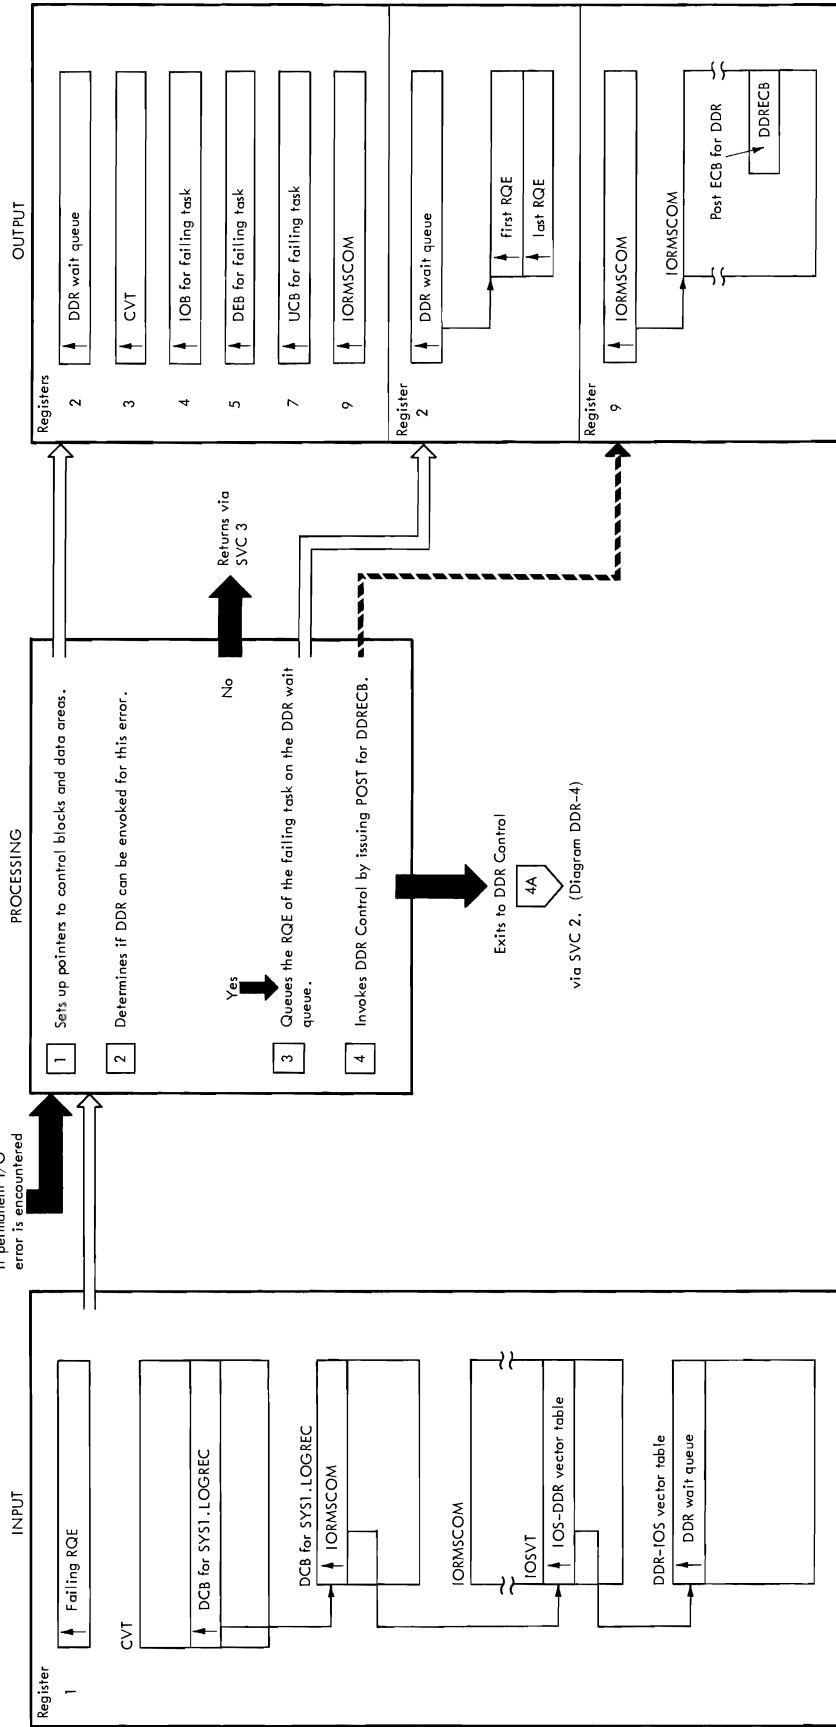 INPUT
Register
1
Failing RQE
CVT
DCB for SYS1.LOGREC
DCB for SYS1.LOGREC
IORMSCOM
IORMSCOM
IOSVT
IOS-DDR vector table
DDR-IOS vector table
DDR wait queue
error is encountered
PROCESSING
1 Sets up pointers to control blocks and data areas.
2 Determines if DDR can be envoked for this error.
Yes
No
Returns via
SVC 3
3 Queues the RQE of the failing task on the DDR wait
queue.
4 Invokes DDR Control by issuing POST for DDRECB.
Exits to DDR Control
4A
via SVC 2. (Diagram DDR-4)
OUTPUT
Registers
2 DDR wait queue
3 CVT
4 IOB for failing task
5 DEB for failing task
7 UCB for failing task
9 IORMSCOM
Register
2
DDR wait queue
first RQE
last RQE
Register
9
IORMSCOM
IORMSCOM
Post ECB for DDR
DDRECB